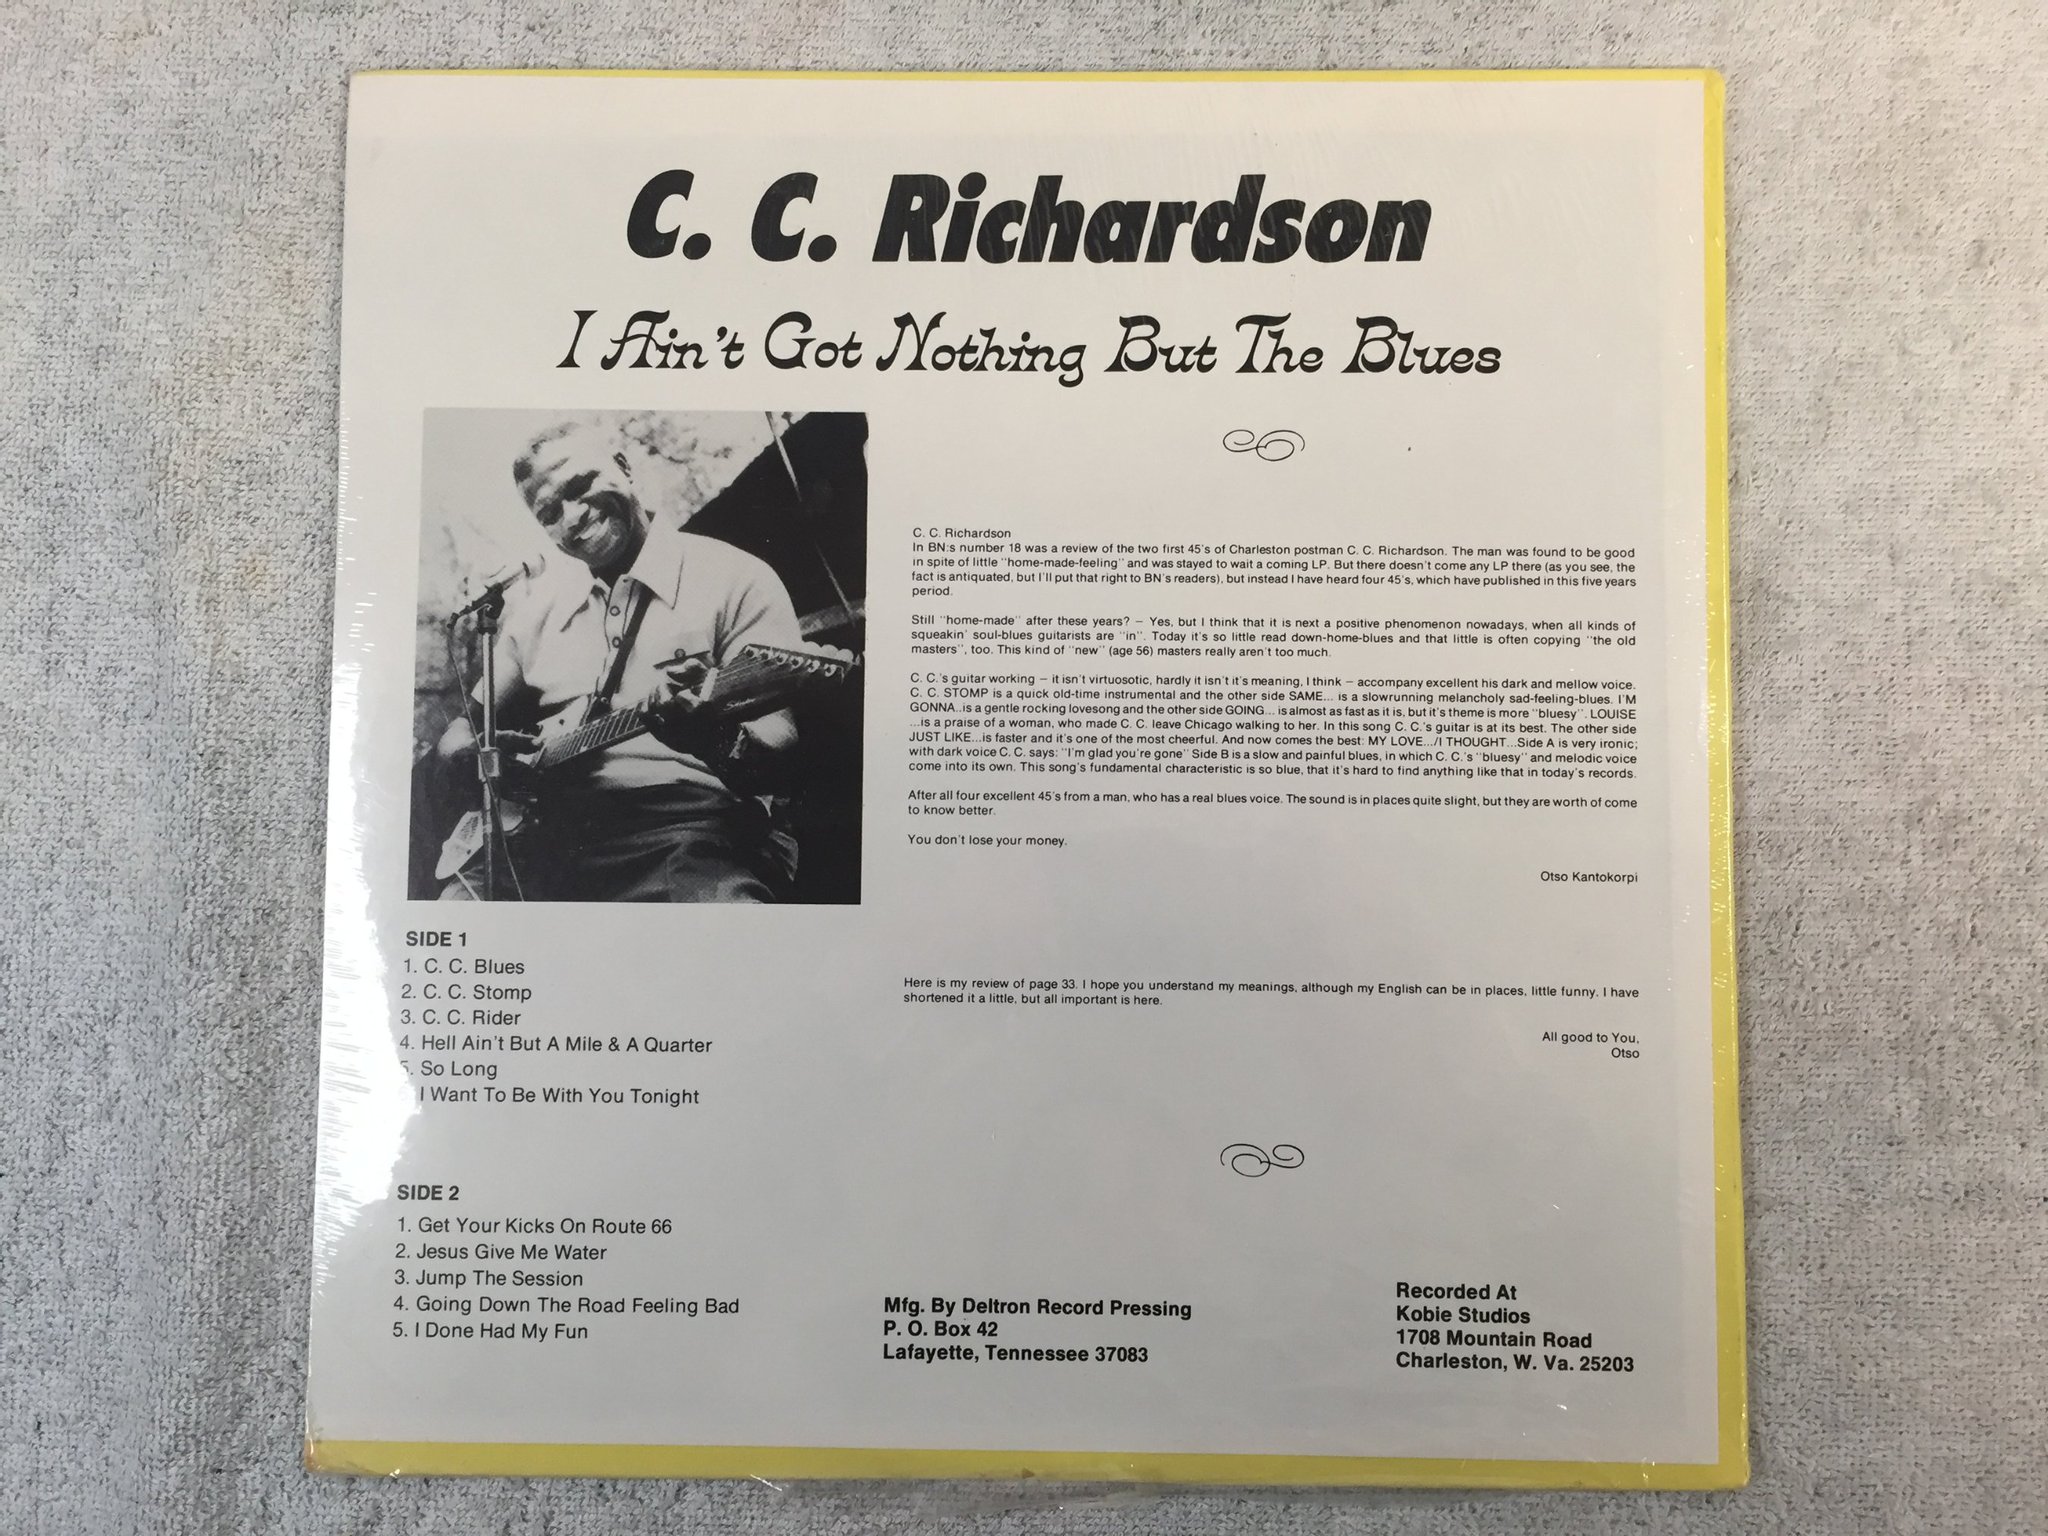 C. C. Richardson
I Ain't Got Nothing But The Blues
C. C. Richardson
In BN:s number 18 was a review of the two first 45's of Charleston postman C. C. Richardson. The man was found to be good
in spite of little "home-made-feeling" and was stayed to wait a coming LP. But there doesn't come any LP there (as you see, the
fact is antiquated, but I'll put that right to BN's readers), but instead I have heard four 45's, which have published in this five years
period.
Still "home-made" after these years? – Yes, but I think that it is next a positive phenomenon nowadays, when all kinds of
squeakin' soul-blues guitarists are "in". Today it's so little read down-home-blues and that little is often copying "the old
masters", too. This kind of "new" (age 56) masters really aren't too much.
C. C.'s guitar working – it isn't virtuosotic, hardly it isn't it's meaning, I think – accompany excellent his dark and mellow voice.
C. C. STOMP is a quick old-time instrumental and the other side SAME... is a slowrunning melancholy sad-feeling-blues. I'M
GONNA..is a gentle rocking lovesong and the other side GOING... is almost as fast as it is, but it's theme is more "bluesy". LOUISE
...is a praise of a woman, who made C. C. leave Chicago walking to her. In this song C. C.'s guitar is at its best. The other side
JUST LIKE...is faster and it's one of the most cheerful. And now comes the best: MY LOVE.../I THOUGHT...Side A is very ironic;
with dark voice C. C. says: "I'm glad you're gone" Side B is a slow and painful blues, in which C. C.'s "bluesy" and melodic voice
come into its own. This song's fundamental characteristic is so blue, that it's hard to find anything like that in today's records.
After all four excellent 45's from a man, who has a real blues voice. The sound is in places quite slight, but they are worth of come
to know better.
You don't lose your money.
Otso Kantokorpi
Here is my review of page 33. I hope you understand my meanings, although my English can be in places, little funny. I have
shortened it a little, but all important is here.
All good to You,
Otso
SIDE 1
1. C. C. Blues
2. C. C. Stomp
3. C. C. Rider
4. Hell Ain't But A Mile & A Quarter
5. So Long
6. I Want To Be With You Tonight
SIDE 2
1. Get Your Kicks On Route 66
2. Jesus Give Me Water
3. Jump The Session
4. Going Down The Road Feeling Bad
5. I Done Had My Fun
Mfg. By Deltron Record Pressing
P. O. Box 42
Lafayette, Tennessee 37083
Recorded At
Kobie Studios
1708 Mountain Road
Charleston, W. Va. 25203